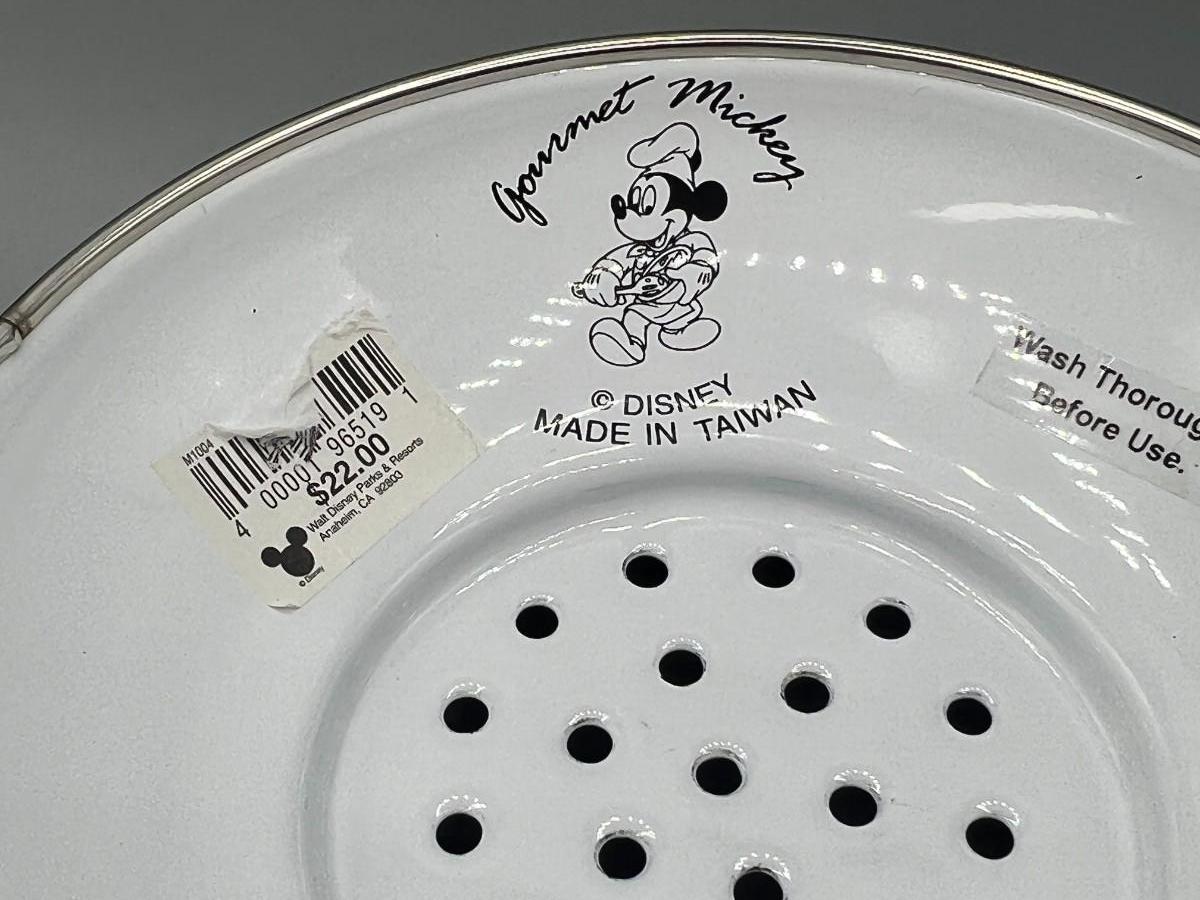 Gourmet Mickey
© DISNEY
MADE IN TAIWAN
M1004
4 00001 96519 1
$22.00
Walt Disney Parks & Resorts
Anaheim, CA 92803
© Disney
Wash Thoroug
Before Use.